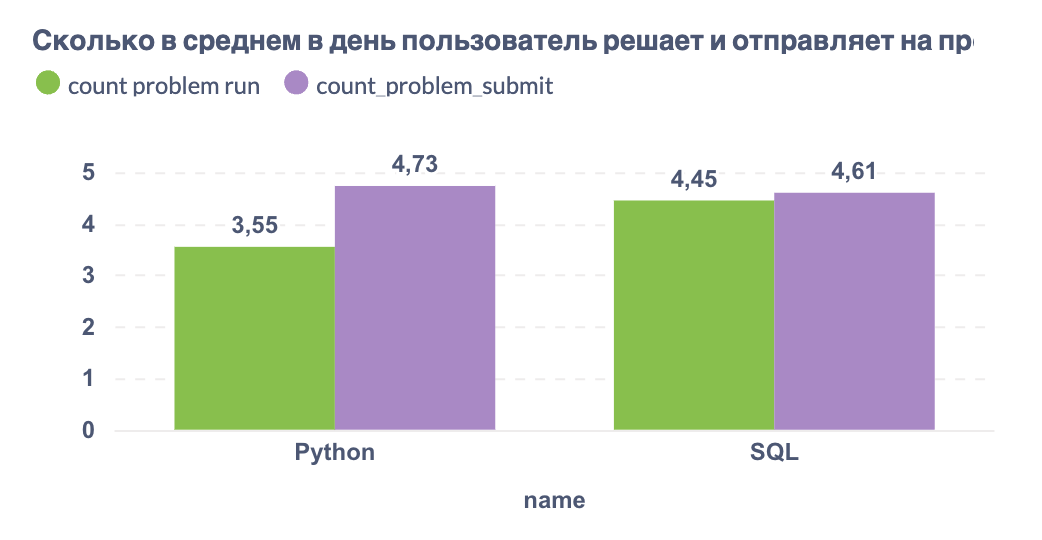 Сколько в среднем в день пользователь решает и отправляет на пр
count problem run count_problem_submit
5
4
3
2
1
0
3,55
4,73
4,45
4,61
Python
SQL
name